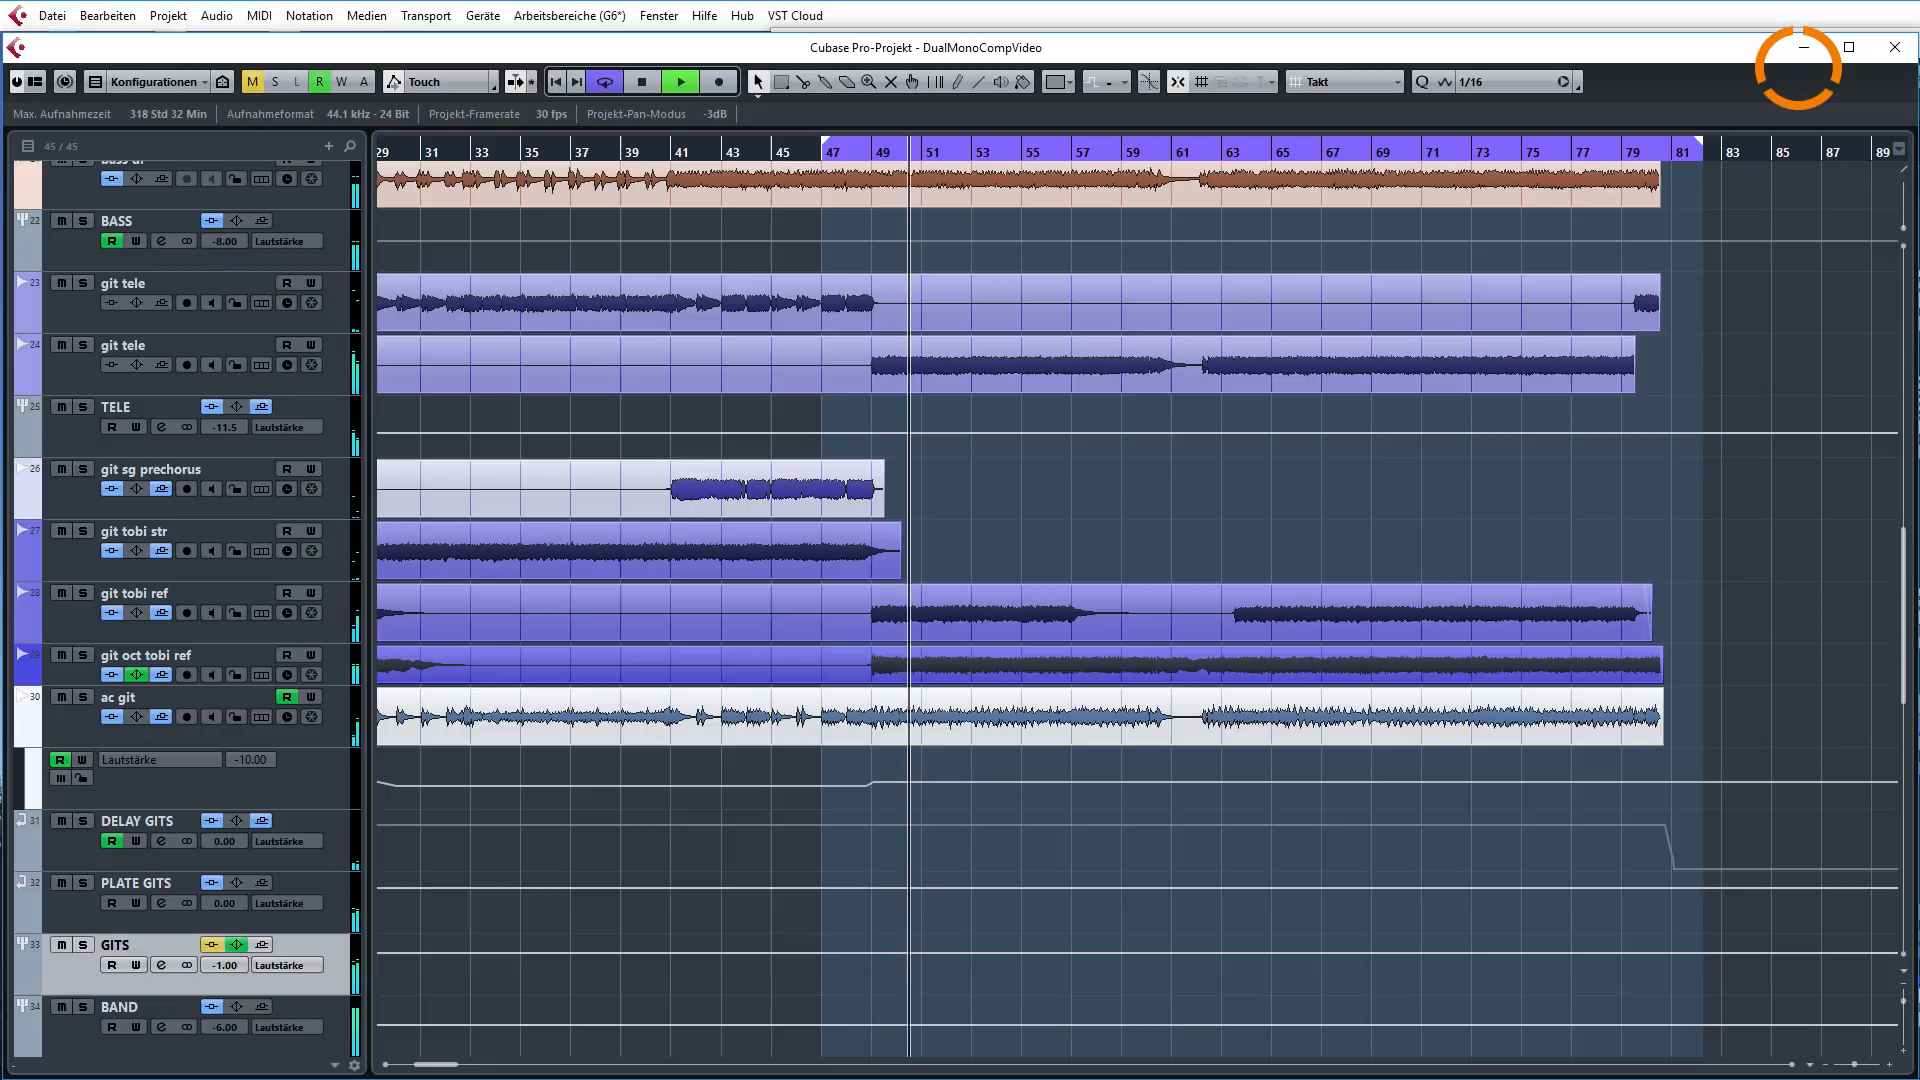 Datei Bearbeiten Projekt Audio MIDI Notation Medien Transport Geräte Arbeitsbereiche (G6*) Fenster Hilfe Hub VST Cloud
Cubase Pro-Projekt - DualMonoCompVideo
Konfigurationen M S L R W A Touch Takt Q 1/16
Max. Aufnahmezeit 318 Std 32 Min Aufnahmeformat 44.1 kHz - 24 Bit Projekt-Framerate 30 fps Projekt-Pan-Modus -3dB
45 / 45
29 31 33 35 37 39 41 43 45 47 49 51 53 55 57 59 61 63 65 67 69 71 73 75 77 79 81 83 85 87 89
22 m S BASS
R W e -8.00 Lautstärke
23 m S git tele R W
24 m S git tele R W
25 m S TELE
R W e -11.5 Lautstärke
26 m S git sg prechorus R W
27 m S git tobi str R W
28 m S git tobi ref R W
29 m S git oct tobi ref R W
30 m S ac git R W
R W Lautstärke -10.00
31 m S DELAY GITS
R W e 0.00 Lautstärke
32 m S PLATE GITS
R W e 0.00 Lautstärke
33 m S GITS
R W e -1.00 Lautstärke
34 m S BAND
R W e -6.00 Lautstärke